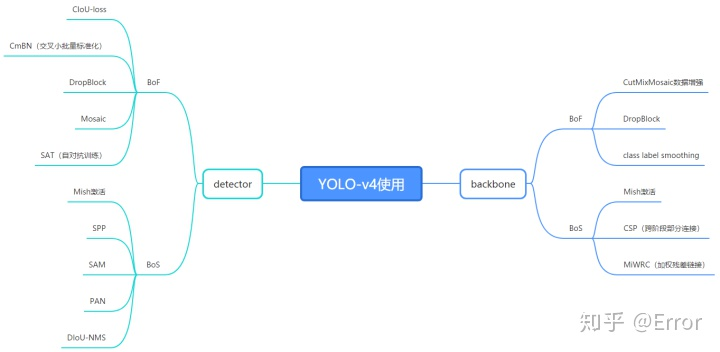 CIoU-loss
CmBN（交叉小批量标准化）
DropBlock
Mosaic
SAT（自对抗训练）
BoF
Mish激活
SPP
SAM
PAN
DIoU-NMS
BoS
detector
YOLO-v4使用
backbone
BoF
CutMixMosaic数据增强
DropBlock
class label smoothing
BoS
Mish激活
CSP（跨阶段部分连接）
MiWRC（加权残差链接）
知乎 @Error